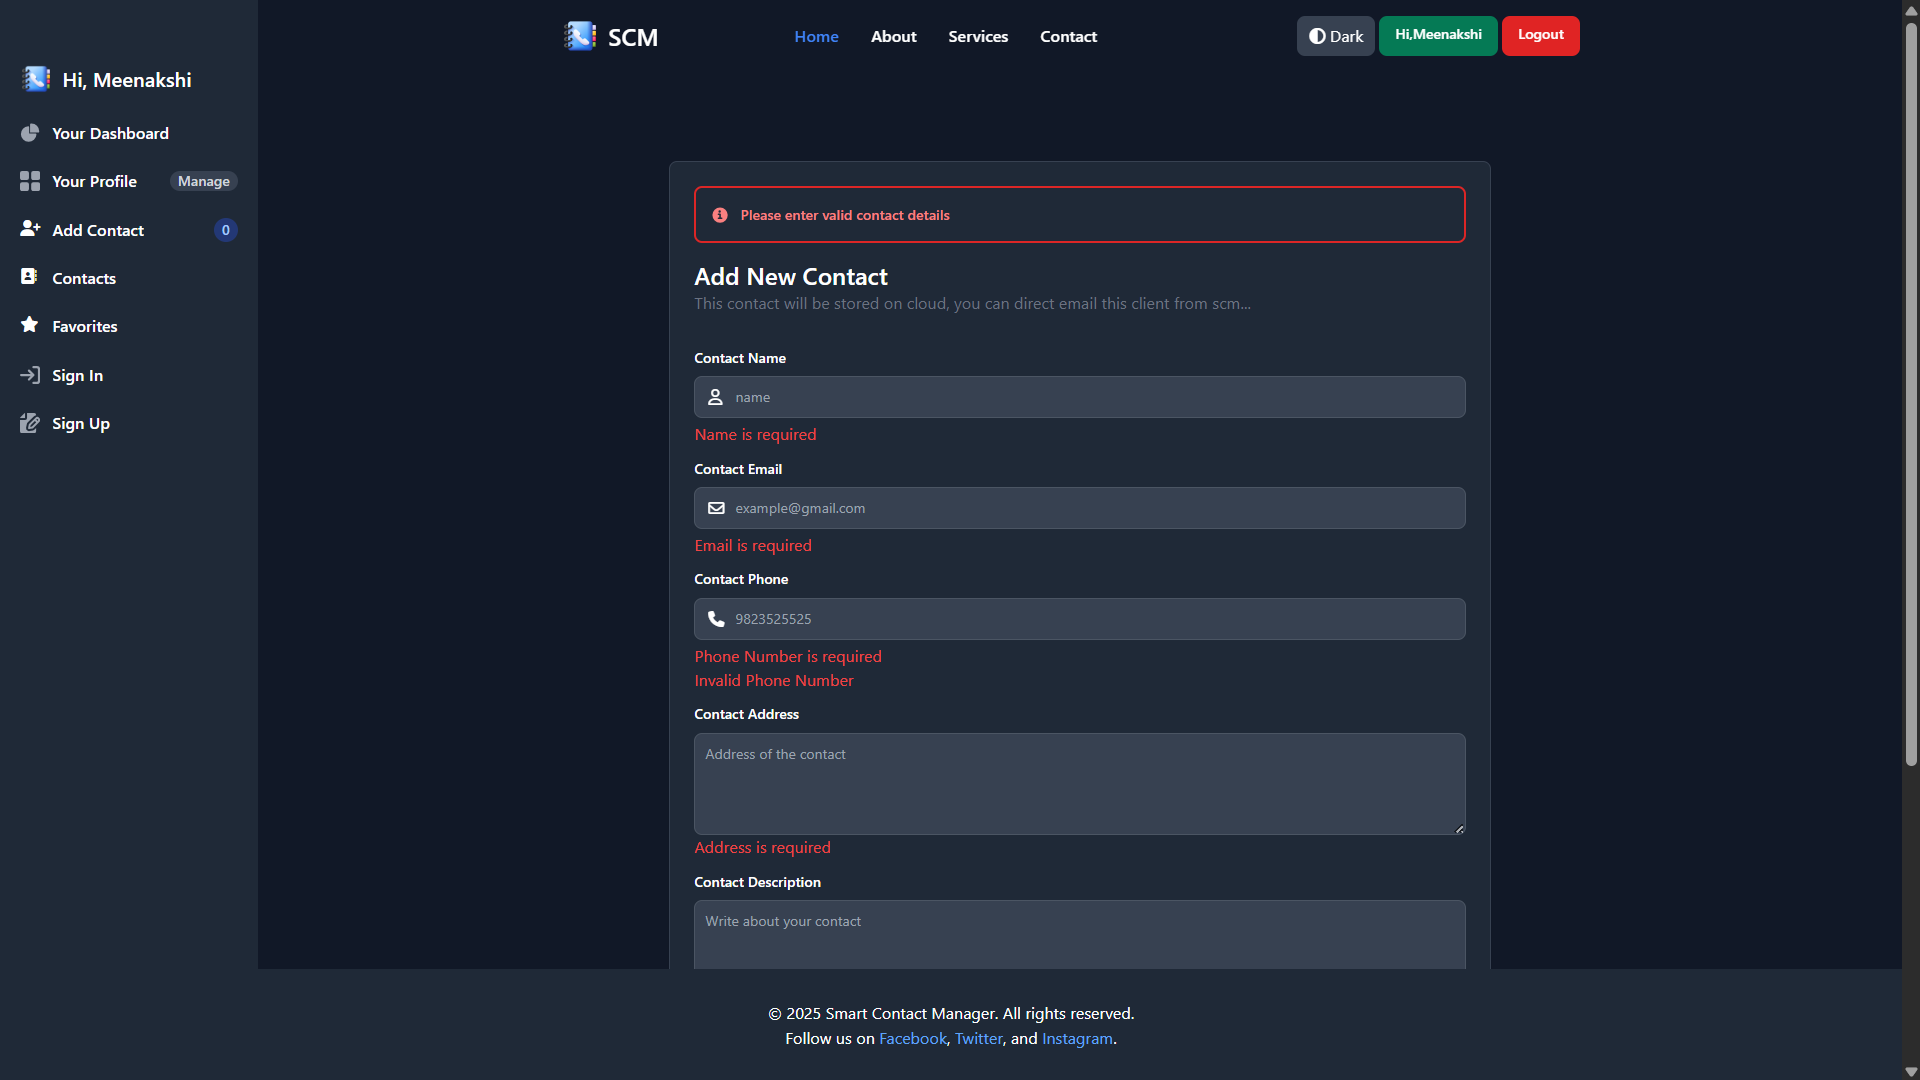 SCM
Home
About
Services
Contact
Dark
Hi,Meenakshi
Logout
Hi, Meenakshi
Your Dashboard
Your Profile
Manage
Add Contact
0
Contacts
Favorites
Sign In
Sign Up
Please enter valid contact details
Add New Contact
This contact will be stored on cloud, you can direct email this client from scm...
Contact Name
name
Name is required
Contact Email
example@gmail.com
Email is required
Contact Phone
9823525525
Phone Number is required
Invalid Phone Number
Contact Address
Address of the contact
Address is required
Contact Description
Write about your contact
© 2025 Smart Contact Manager. All rights reserved.
Follow us on Facebook, Twitter, and Instagram.